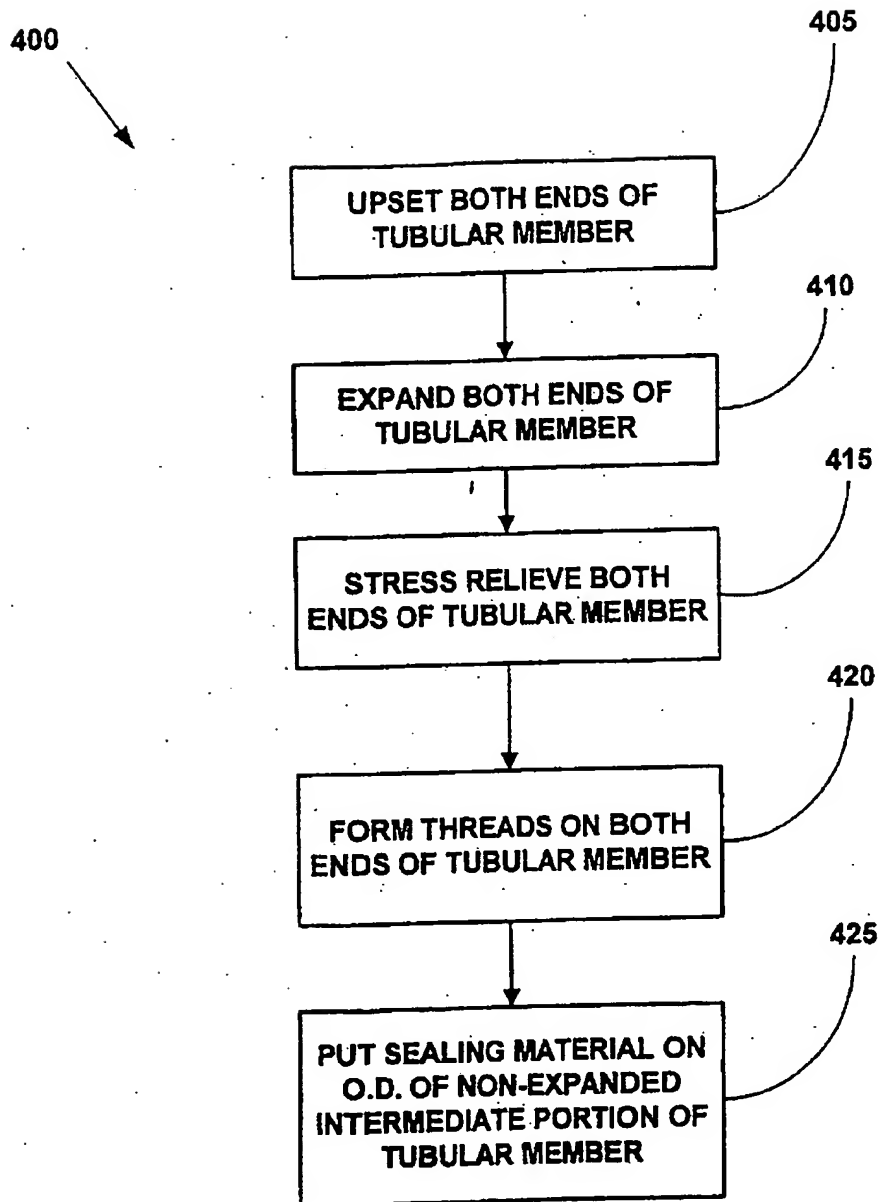 400
405
UPSET BOTH ENDS OF
TUBULAR MEMBER
410
EXPAND BOTH ENDS OF
TUBULAR MEMBER
415
STRESS RELIEVE BOTH
ENDS OF TUBULAR MEMBER
420
FORM THREADS ON BOTH
ENDS OF TUBULAR MEMBER
425
PUT SEALING MATERIAL ON
O.D. OF NON-EXPANDED
INTERMEDIATE PORTION OF
TUBULAR MEMBER